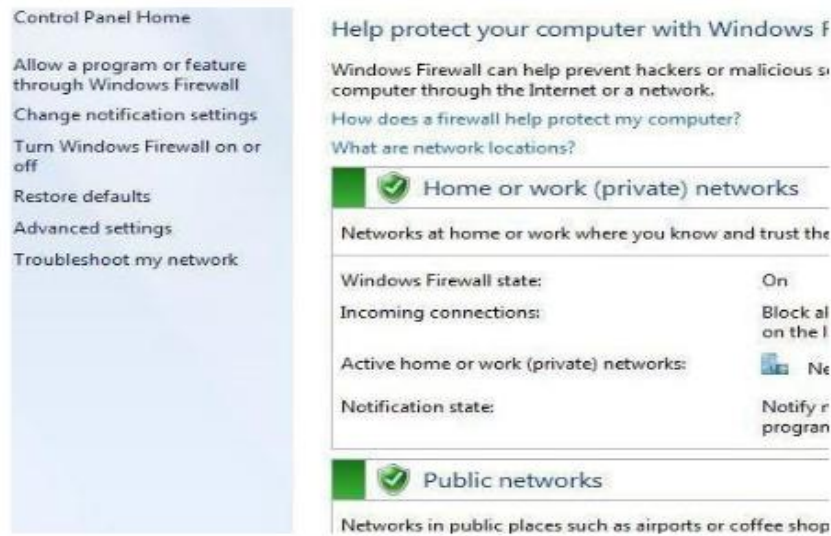 Control Panel Home
Allow a program or feature
through Windows Firewall
Change notification settings
Turn Windows Firewall on or
off
Restore defaults
Advanced settings
Troubleshoot my network
Help protect your computer with Windows
Windows Firewall can help prevent hackers or malicious
computer through the Internet or a network.
How does a firewall help protect my computer?
What are network locations?
Home or work (private) networks
Networks at home or work where you know and trust the
Windows Firewall state: On
Incoming connections: Block
on the
Active home or work (private) networks:
Notification state: Notify
Public networks
Networks in public places such as airports or coffee